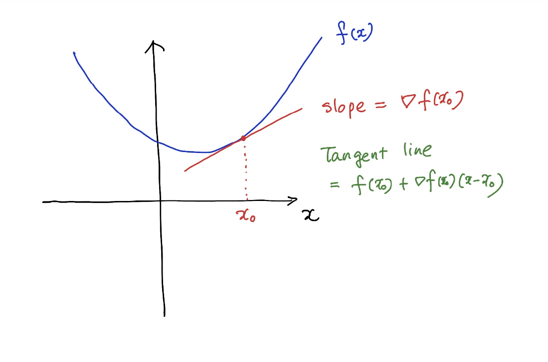 f(x)
slope = ∇f(x₀)
Tangent line
= f(x₀) + ∇f(x₀)(x-x₀)
x₀
x